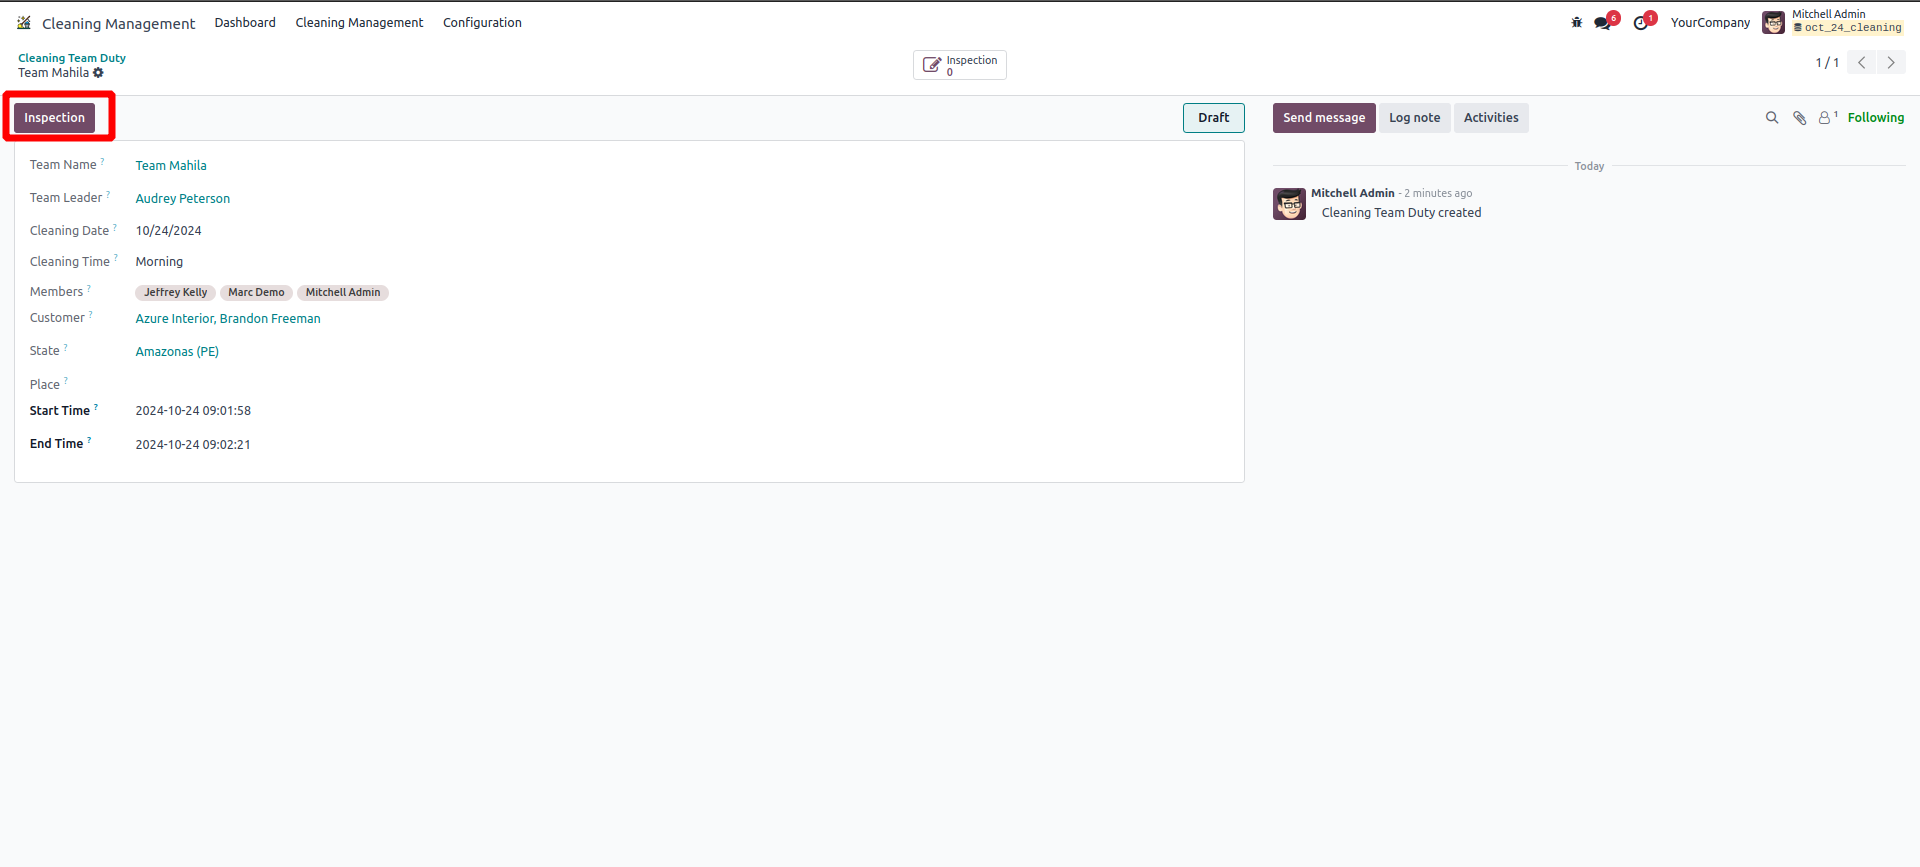 Cleaning Management Dashboard Cleaning Management Configuration 6 1 YourCompany Mitchell Admin
oct_24_cleaning
Cleaning Team Duty
Team Mahila
Inspection
0
1 / 1
Inspection
Draft
Send message Log note Activities 1 Following
Team Name ? Team Mahila
Team Leader ? Audrey Peterson
Cleaning Date ? 10/24/2024
Cleaning Time ? Morning
Members ? Jeffrey Kelly Marc Demo Mitchell Admin
Customer ? Azure Interior, Brandon Freeman
State ? Amazonas (PE)
Place ?
Start Time ? 2024-10-24 09:01:58
End Time ? 2024-10-24 09:02:21
Today
Mitchell Admin - 2 minutes ago
Cleaning Team Duty created